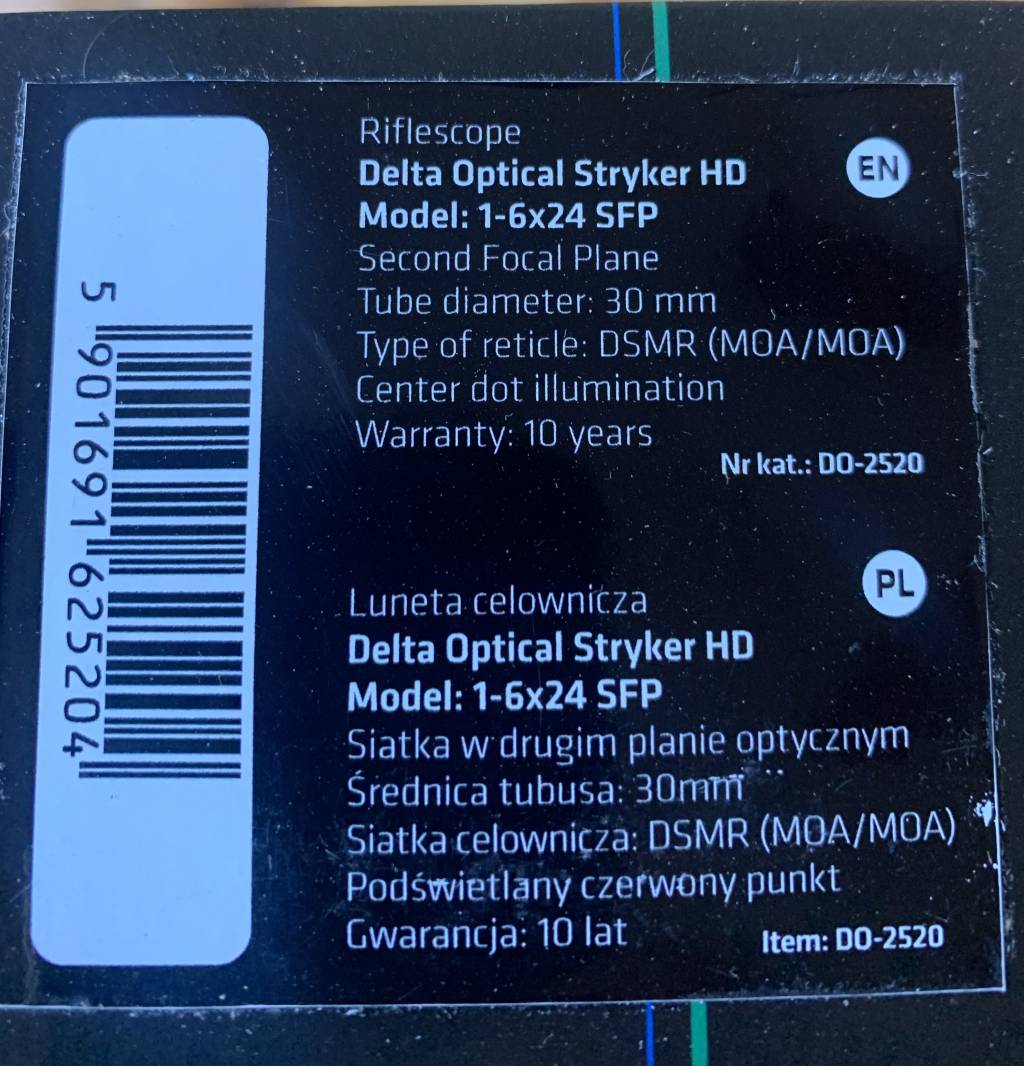 Riflescope
Delta Optical Stryker HD
Model: 1-6x24 SFP
Second Focal Plane
Tube diameter: 30 mm
Type of reticle: DSMR (MOA/MOA)
Center dot illumination
Warranty: 10 years
Nr kat.: DO-2520
EN
Luneta celownicza
Delta Optical Stryker HD
Model: 1-6x24 SFP
Siatka w drugim planie optycznym
Średnica tubusa: 30mm
Siatka celownicza: DSMR (MOA/MOA)
Podświetlany czerwony punkt
Gwarancja: 10 lat
Item: DO-2520
PL
5 901691 625204